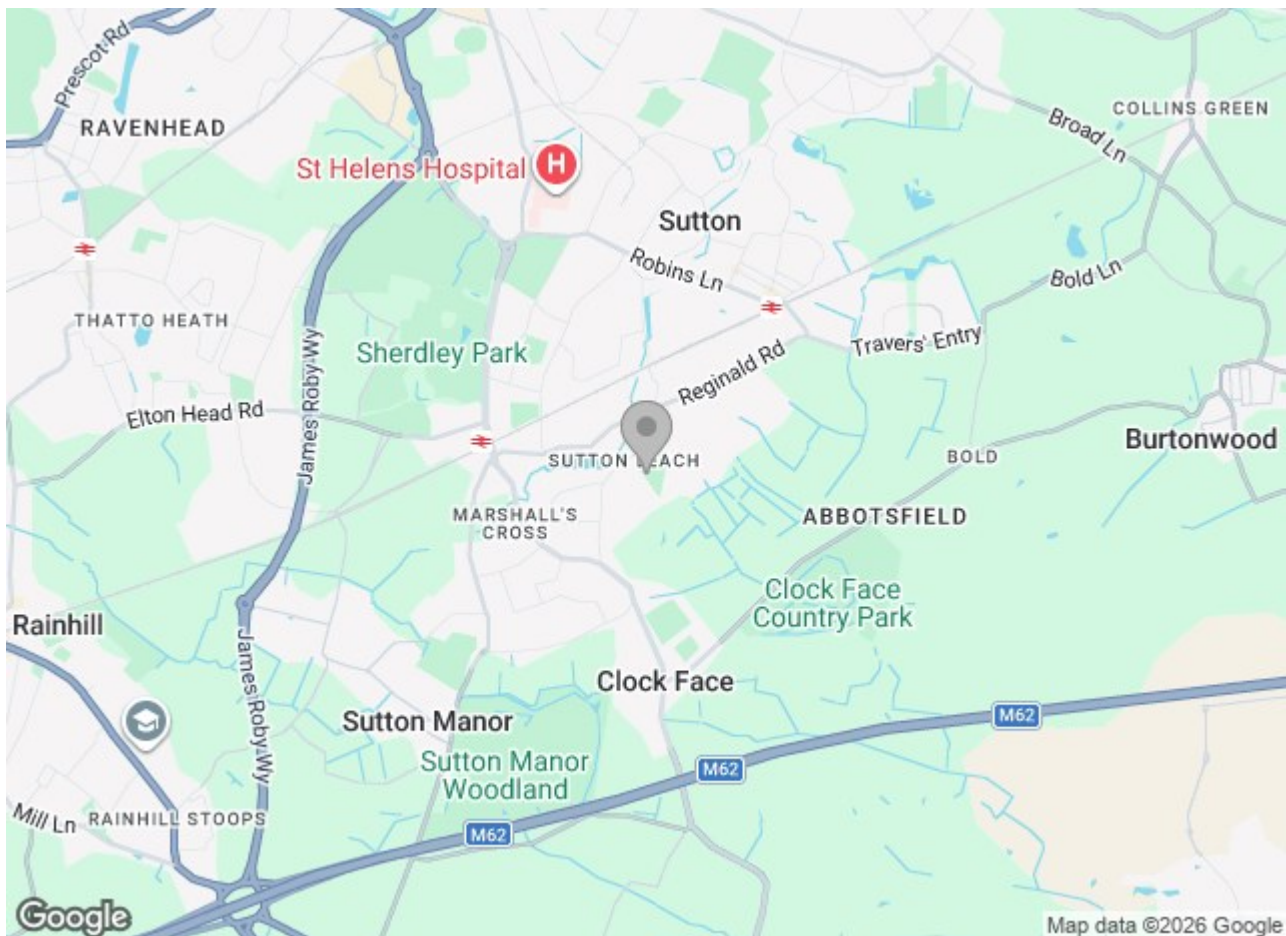 Prescot Rd
RAVENHEAD
COLLINS GREEN
Broad Ln
St Helens Hospital
H
Sutton
Robins Ln
Bold Ln
THATTO HEATH
Travers' Entry
Sherdley Park
James Roby Wy
Reginald Rd
Elton Head Rd
Burtonwood
SUTTON LEACH
BOLD
MARSHALL'S
CROSS
ABBOTSFIELD
Clock Face
Country Park
Rainhill
James Roby Wy
Clock Face
Sutton Manor
M62
Sutton Manor
Woodland
M62
Mill Ln
RAINHILL STOOPS
M62
Google
Map data ©2026 Google